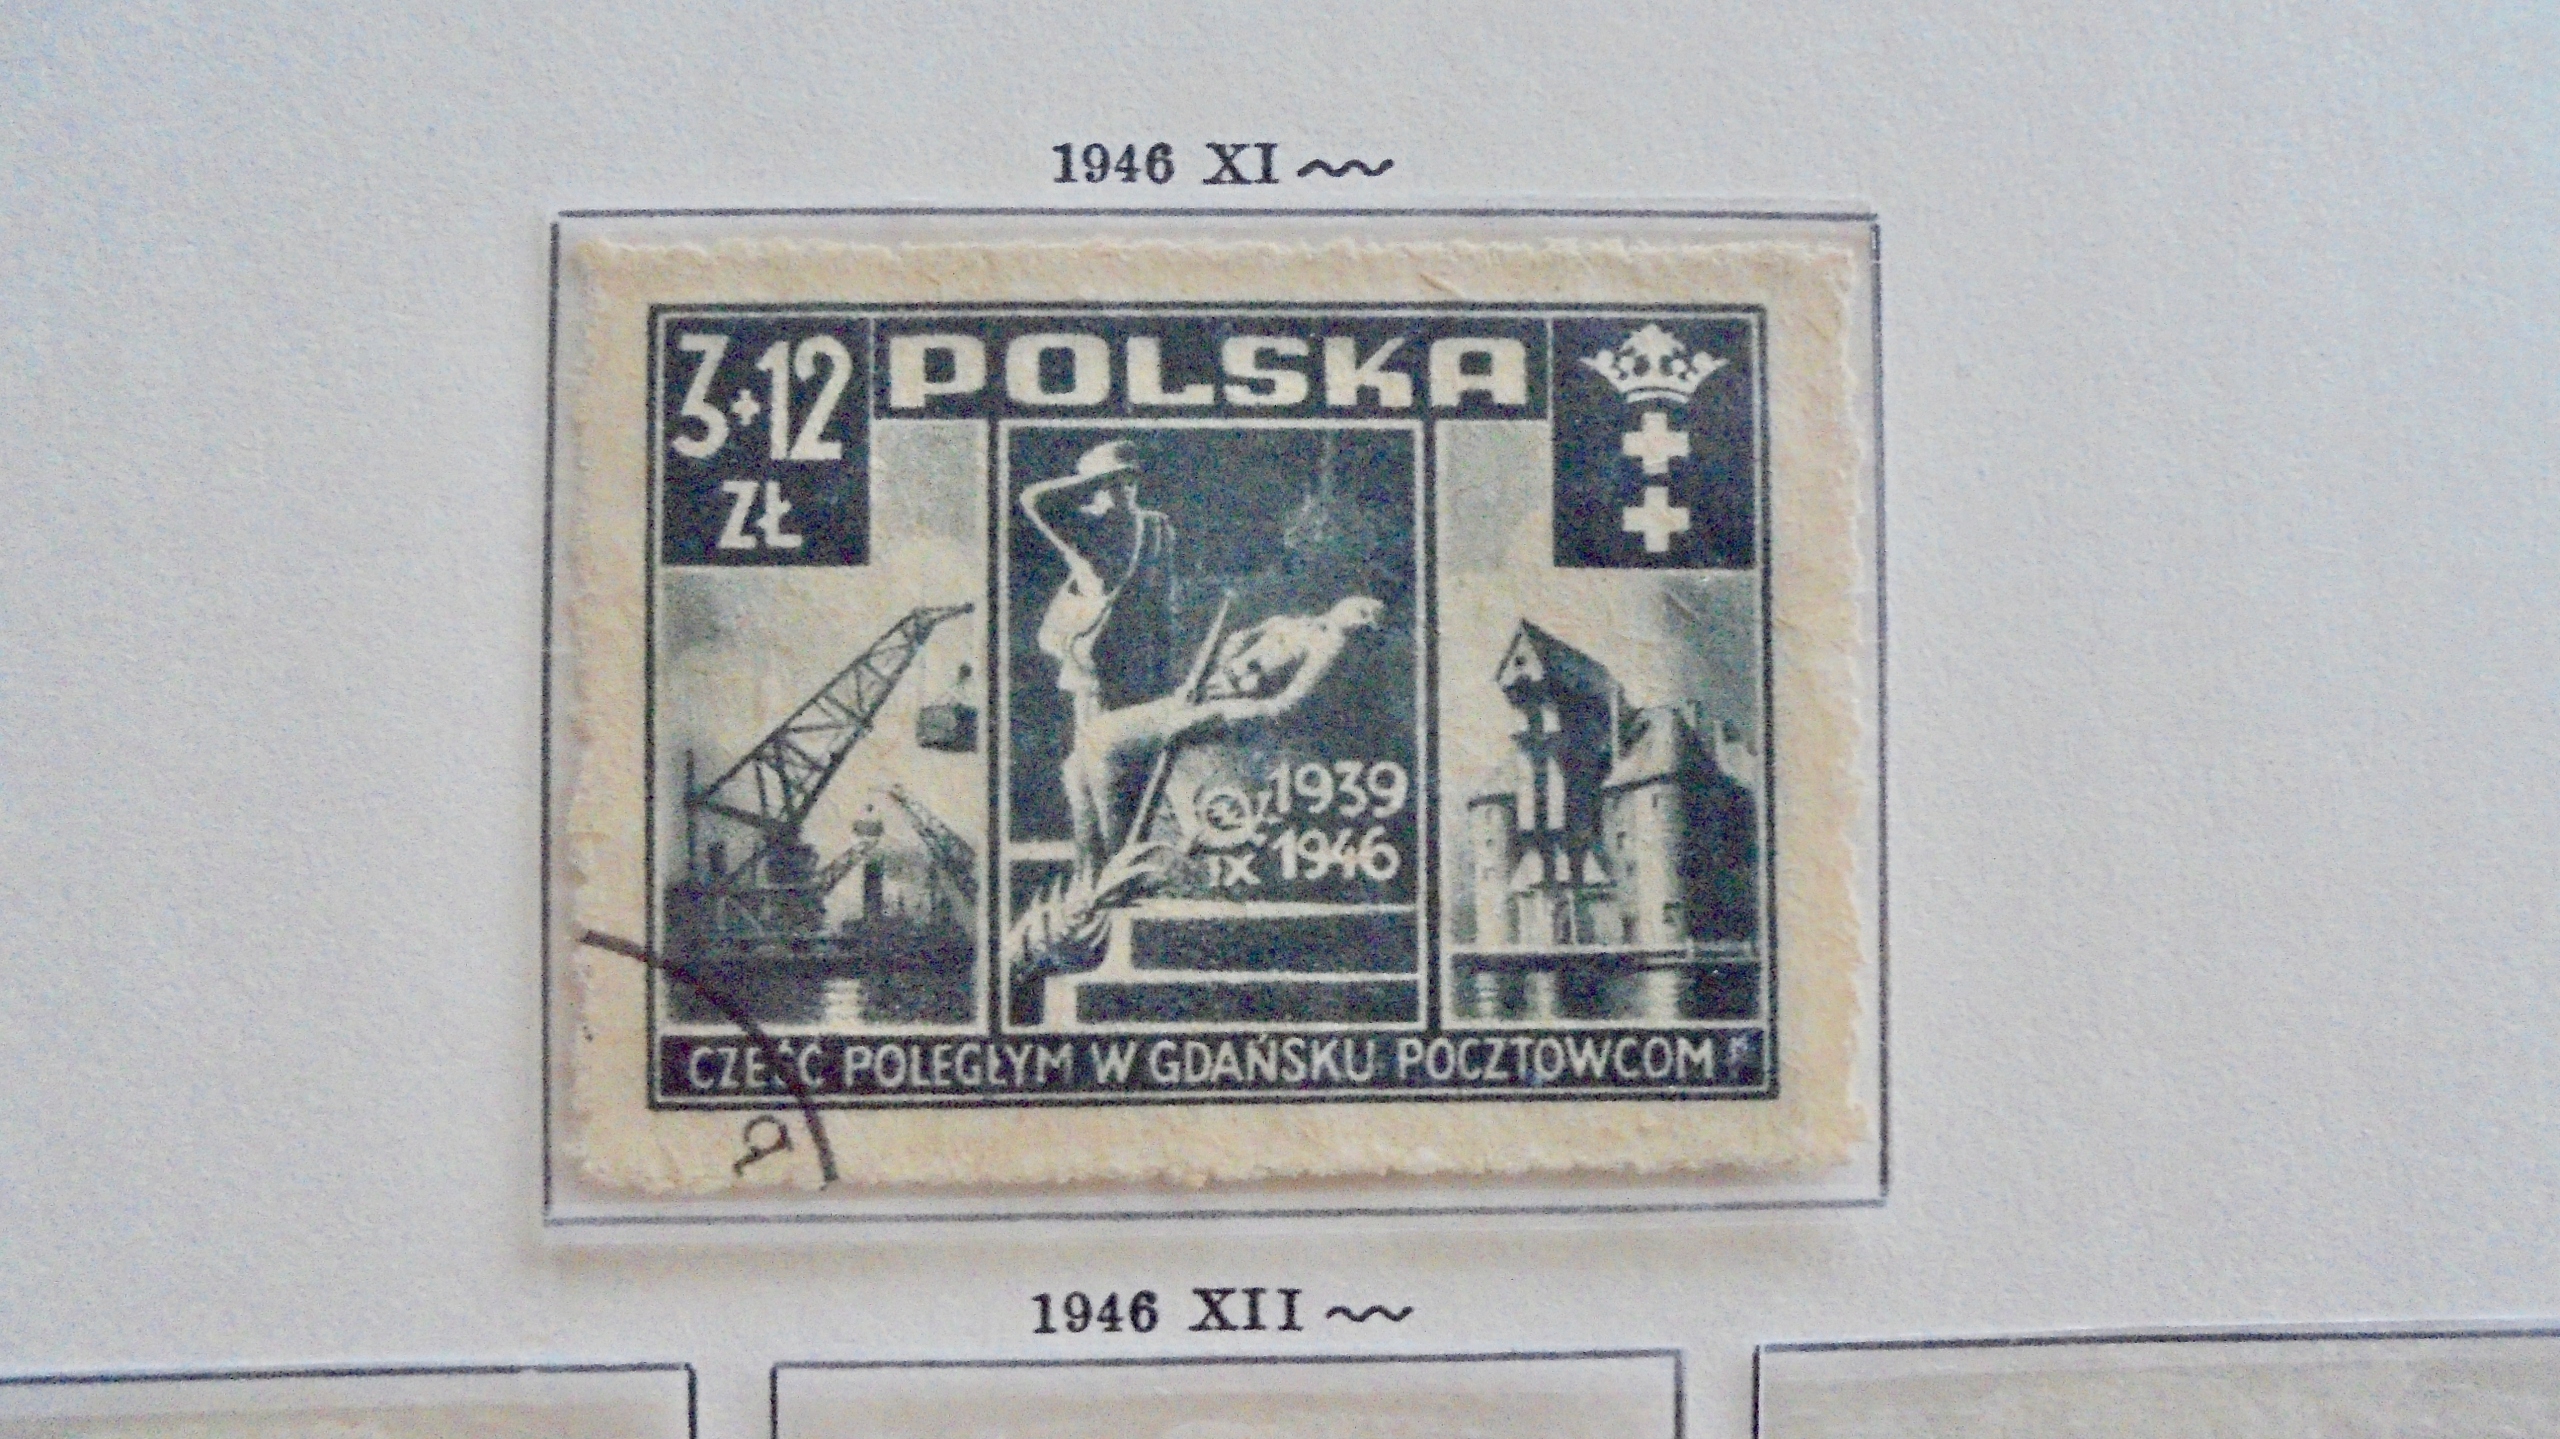 1946 XI
3+12
ZŁ
POLSKA
1939
IX 1946
CZEŚĆ POLEGŁYM W GDAŃSKU POCZTOWCOM
a
1946 XII